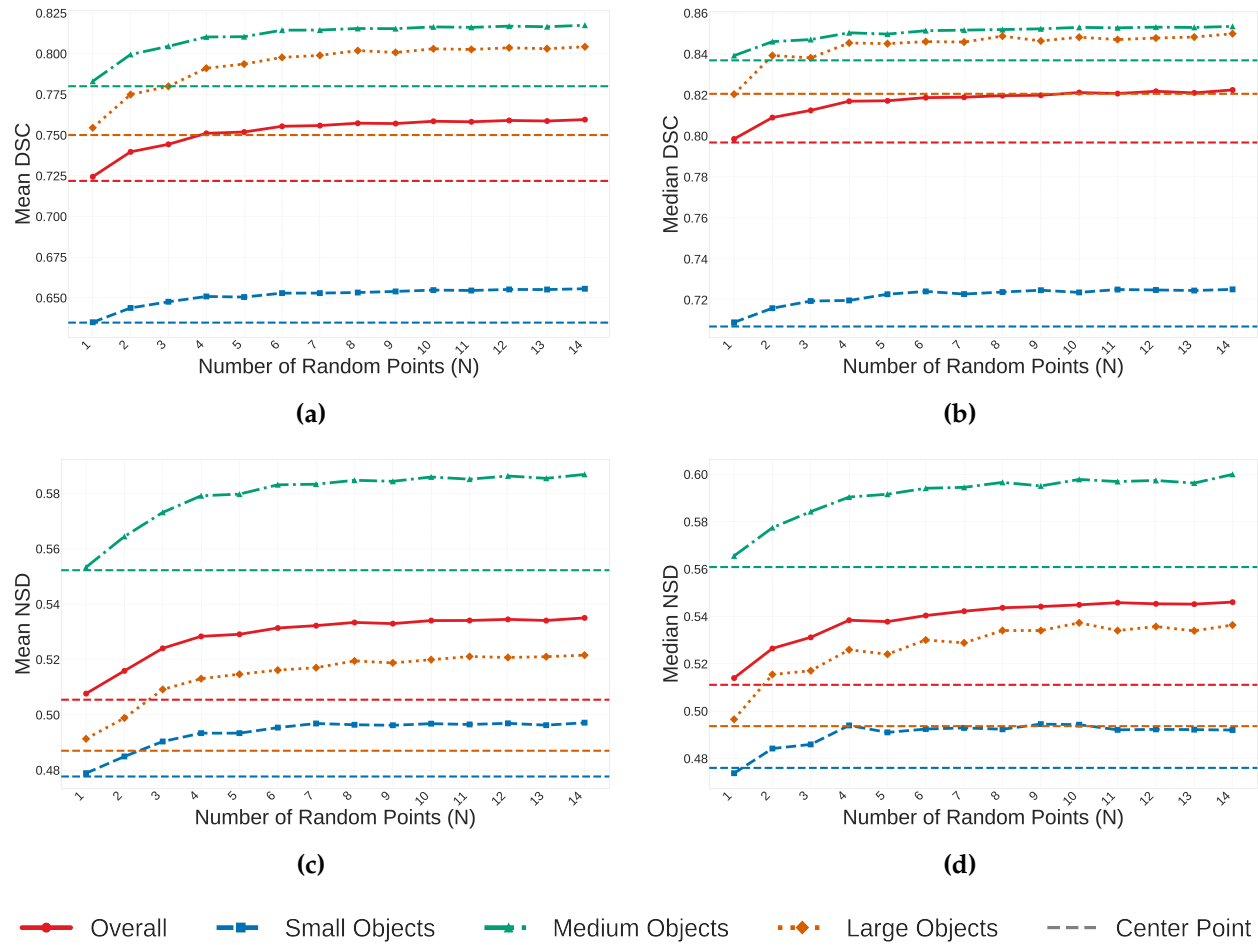 0.825
0.800
0.775
0.750
0.725
0.700
0.675
0.650
Mean DSC
1 2 3 4 5 6 7 8 9 10 11 12 13 14
Number of Random Points (N)
(a)
0.86
0.84
0.82
0.80
0.78
0.76
0.74
0.72
Median DSC
1 2 3 4 5 6 7 8 9 10 11 12 13 14
Number of Random Points (N)
(b)
0.58
0.56
0.54
0.52
0.50
0.48
Mean NSD
1 2 3 4 5 6 7 8 9 10 11 12 13 14
Number of Random Points (N)
(c)
0.60
0.58
0.56
0.54
0.52
0.50
0.48
Median NSD
1 2 3 4 5 6 7 8 9 10 11 12 13 14
Number of Random Points (N)
(d)
Overall Small Objects Medium Objects Large Objects Center Point